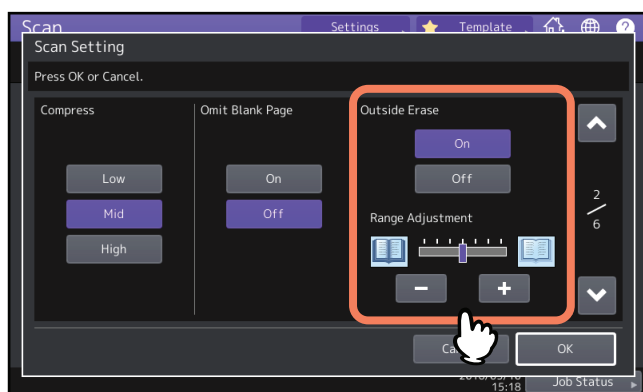 Scan
Settings
Template
?
Scan Setting
Press OK or Cancel.
Compress
Low
Mid
High
Omit Blank Page
On
Off
Outside Erase
On
Off
Range Adjustment
−
+
2
6
OK
15:18
Job Status